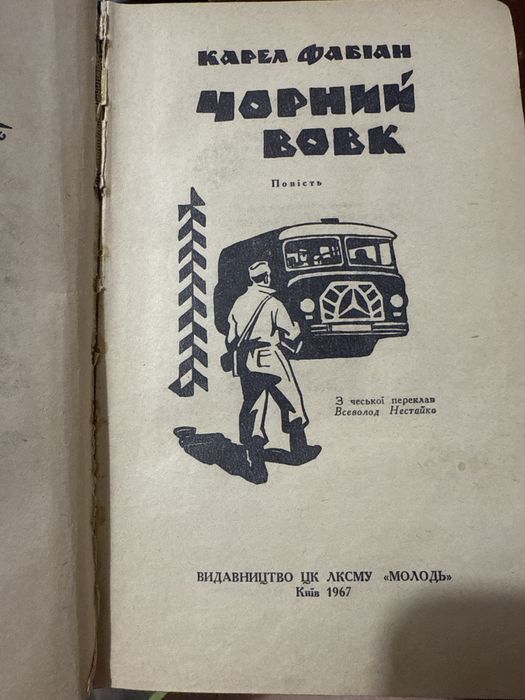 КАРЕЛ ФАБІАН
ЧОРНИЙ
ВОВК
Повість
З чеської переклав
Всеволод Нестайко
ВИДАВНИЦТВО ЦК ЛКСМУ «МОЛОДЬ»
Київ 1967